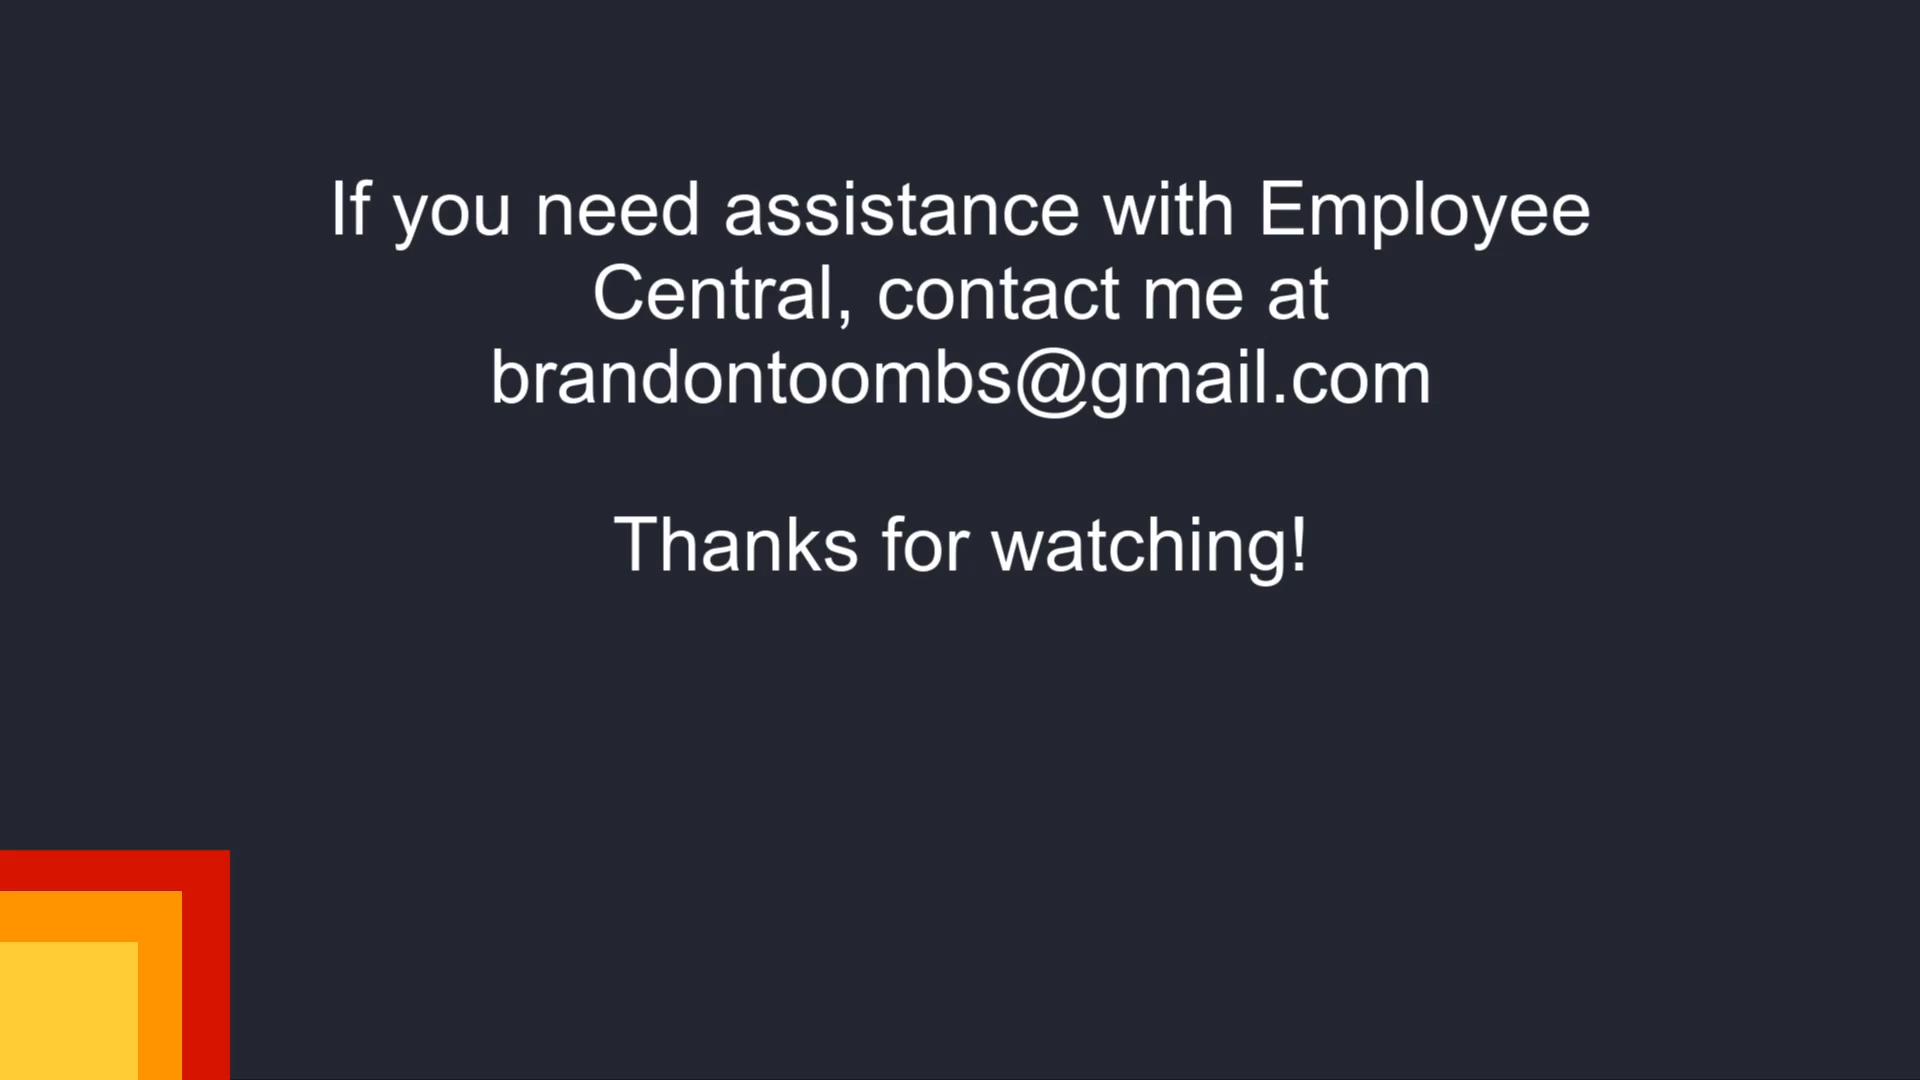 If you need assistance with Employee
Central, contact me at
brandontoombs@gmail.com
Thanks for watching!